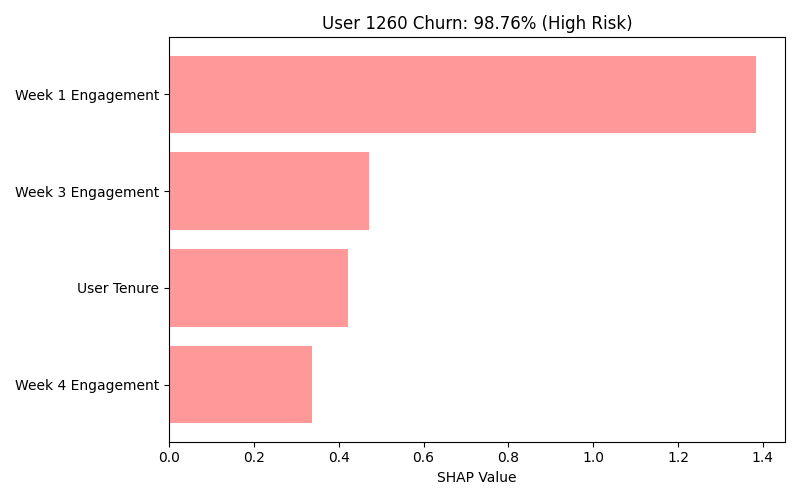 User 1260 Churn: 98.76% (High Risk)
Week 1 Engagement
Week 3 Engagement
User Tenure
Week 4 Engagement
0.0 0.2 0.4 0.6 0.8 1.0 1.2 1.4
SHAP Value